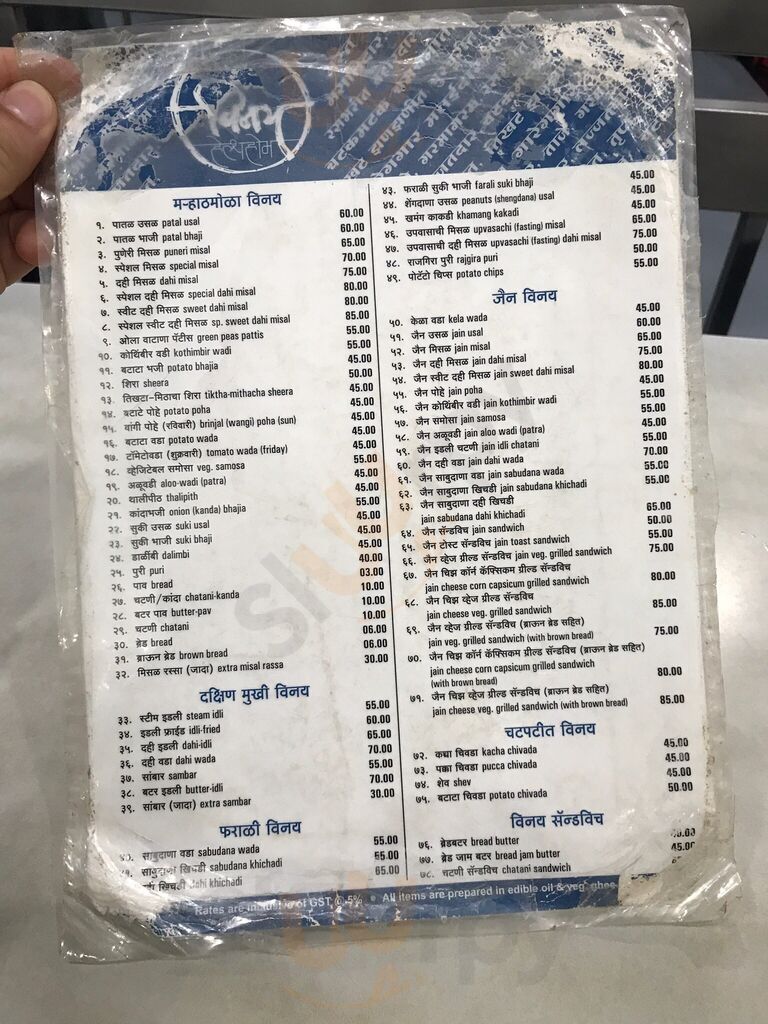 विनय
हेल्थहोम
मऱ्हाठमोळा विनय
१. पातळ उसळ patal usal 60.00
२. पातळ भाजी patal bhaji 60.00
३. पुणेरी मिसळ puneri misal 65.00
४. स्पेशल मिसळ special misal 70.00
५. दही मिसळ dahi misal 75.00
६. स्पेशल दही मिसळ special dahi misal 80.00
७. स्वीट दही मिसळ sweet dahi misal 80.00
८. स्पेशल स्वीट दही मिसळ sp. sweet dahi misal 85.00
९. ओला वाटाणा पॅटीस green peas pattis 55.00
१०. कोथिंबीर वडी kothimbir wadi 55.00
११. बटाटा भजी potato bhajia 45.00
१२. शिरा sheera 50.00
१३. तिखटा-मिठाचा शिरा tiktha-mithacha sheera 45.00
१४. बटाटे पोहे potato poha 45.00
१५. वांगी पोहे (रविवारी) brinjal (wangi) poha (sun) 45.00
१६. बटाटा वडा potato wada 45.00
१७. टॉमेटोवडा (शुक्रवारी) tomato wada (friday) 45.00
१८. व्हेजिटेबल समोसा veg. samosa 55.00
१९. अळूवडी aloo-wadi (patra) 45.00
२०. थालीपीठ thalipith 45.00
२१. कांदाभजी onion (kanda) bhajia 55.00
२२. सुकी उसळ suki usal 45.00
२३. सुकी भाजी suki bhaji 45.00
२४. डाळींबी dalimbi 45.00
२५. पुरी puri 40.00
२६. पाव bread 03.00
२७. चटणी/कांदा chatani-kanda 10.00
२८. बटर पाव butter-pav 10.00
२९. चटणी chatani 10.00
३०. ब्रेड bread 06.00
३१. ब्राऊन ब्रेड brown bread 06.00
३२. मिसळ रस्सा (जादा) extra misal rassa 30.00
दक्षिण मुखी विनय
३३. स्टीम इडली steam idli 55.00
३४. इडली फ्राईड idli-fried 60.00
३५. दही इडली dahi-idli 65.00
३६. दही वडा dahi wada 70.00
३७. सांबार sambar 55.00
३८. बटर इडली butter-idli 70.00
३९. सांबार (जादा) extra sambar 30.00
फराळी विनय
४०. साबुदाणा वडा sabudana wada 55.00
४१. साबुदाणा खिचडी sabudana khichadi 55.00
दही खिचडी dahi khichadi 65.00
४३. फराळी सुकी भाजी farali suki bhaji 45.00
४४. शेंगदाणा उसळ peanuts (shengdana) usal 45.00
४५. खमंग काकडी khamang kakadi 45.00
४६. उपवासाची मिसळ upvasachi (fasting) misal 65.00
४७. उपवासाची दही मिसळ upvasachi (fasting) dahi misal 75.00
४८. राजगिरा पुरी rajgira puri 50.00
४९. पोटॅटो चिप्स potato chips 55.00
जैन विनय
५०. केळा वडा kela wada 45.00
५१. जैन उसळ jain usal 60.00
५२. जैन मिसळ jain misal 65.00
५३. जैन दही मिसळ jain dahi misal 75.00
५४. जैन स्वीट दही मिसळ jain sweet dahi misal 80.00
५५. जैन पोहे jain poha 45.00
५६. जैन कोथिंबीर वडी jain kothimbir wadi 55.00
५७. जैन समोसा jain samosa 55.00
५८. जैन अळूवडी jain aloo wadi (patra) 45.00
५९. जैन इडली चटणी jain idli chatani 55.00
६०. जैन दही वडा jain dahi wada 70.00
६१. जैन साबुदाणा वडा jain sabudana wada 55.00
६२. जैन साबुदाणा खिचडी jain sabudana khichadi 55.00
६३. जैन साबुदाणा दही खिचडी
jain sabudana dahi khichadi 65.00
६४. जैन सॅन्डविच jain sandwich 50.00
६५. जैन टोस्ट सॅन्डविच jain toast sandwich 55.00
६६. जैन व्हेज ग्रील्ड सॅन्डविच jain veg. grilled sandwich 75.00
६७. जैन चिझ कॉर्न कॅप्सिकम ग्रील्ड सॅन्डविच
jain cheese corn capsicum grilled sandwich 80.00
६८. जैन चिझ व्हेज ग्रील्ड सॅन्डविच
jain cheese veg. grilled sandwich 85.00
६९. जैन व्हेज ग्रील्ड सॅन्डविच (ब्राऊन ब्रेड सहित)
jain veg. grilled sandwich (with brown bread) 75.00
७०. जैन चिझ कॉर्न कॅप्सिकम ग्रील्ड सॅन्डविच (ब्राऊन ब्रेड सहित)
jain cheese corn capsicum grilled sandwich 80.00
(with brown bread)
७१. जैन चिझ व्हेज ग्रील्ड सॅन्डविच (ब्राऊन ब्रेड सहित)
jain cheese veg. grilled sandwich (with brown bread) 85.00
चटपटीत विनय
७२. कच्चा चिवडा kacha chivada 45.00
७३. पक्का चिवडा pucca chivada 45.00
७४. शेव shev 45.00
७५. बटाटा चिवडा potato chivada 50.00
विनय सॅन्डविच
७६. ब्रेडबटर bread butter
७७. ब्रेड जाम बटर bread jam butter 45.00
७८. चटणी सॅन्डविच chatani sandwich
Rates are inclusive of GST @ 5% • All items are prepared in edible oil & veg. ghee